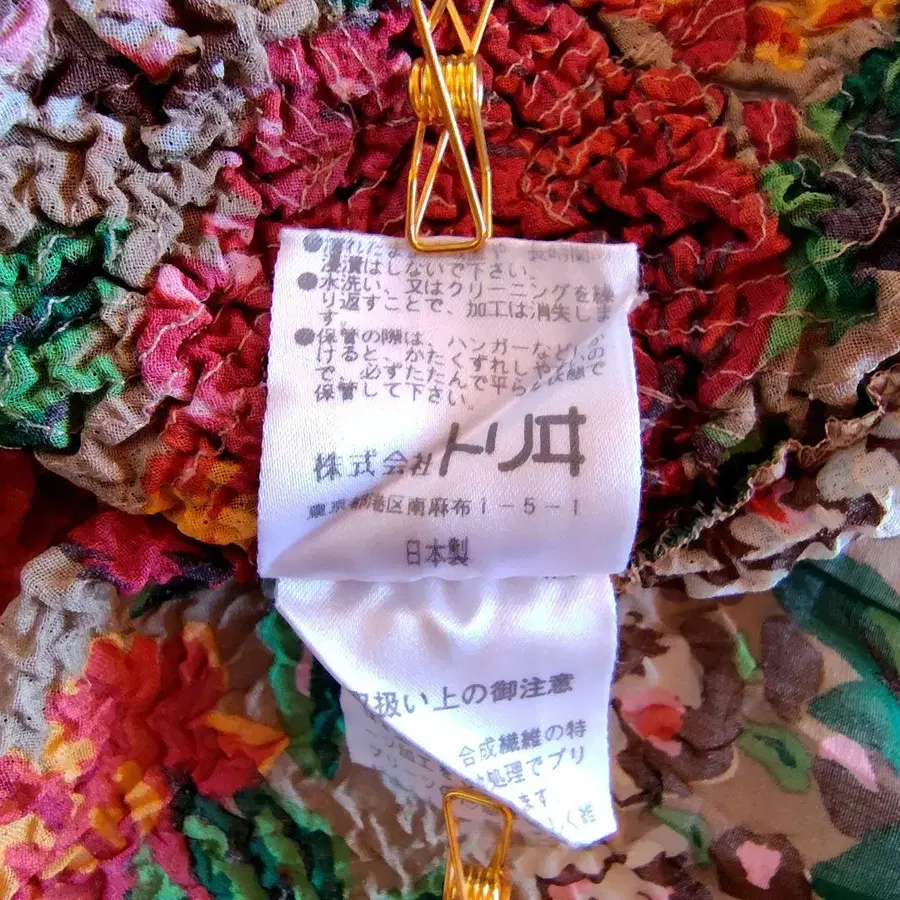 ●濡れたまま
浸漬はしないで下さい。
●水洗い、又はクリーニングを繰
り返すことで、加工は消失しま
す。
●保管の際は、ハンガーなどにか
けると、かたくずれしや
で、必ずたたんで平ら 状態で
保管して下さい。
株式会社トリヰ
東京都港区南麻布1-5-1
日本製
扱い上の御注意
合成繊維の特
処理でプリ
ます